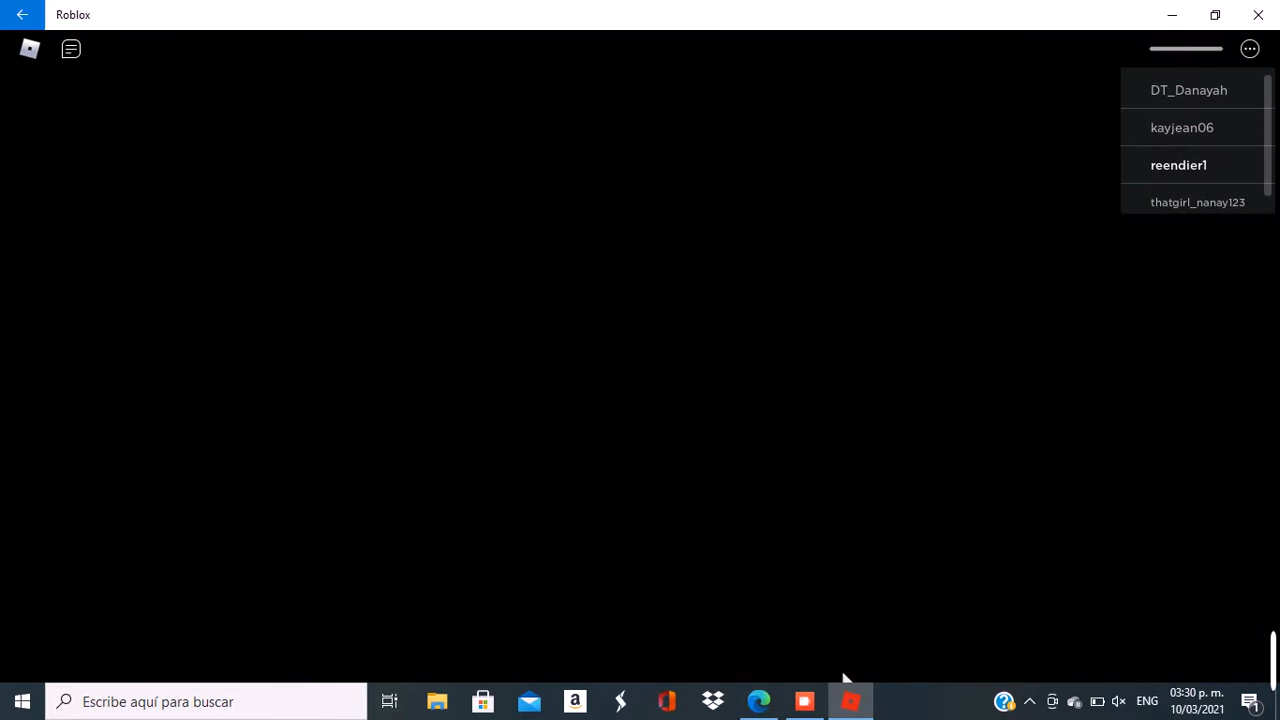 Roblox
DT_Danayah
kayjean06
reendier1
thatgirl_nanay123
Escribe aquí para buscar
ENG
03:30 p. m.
10/03/2021